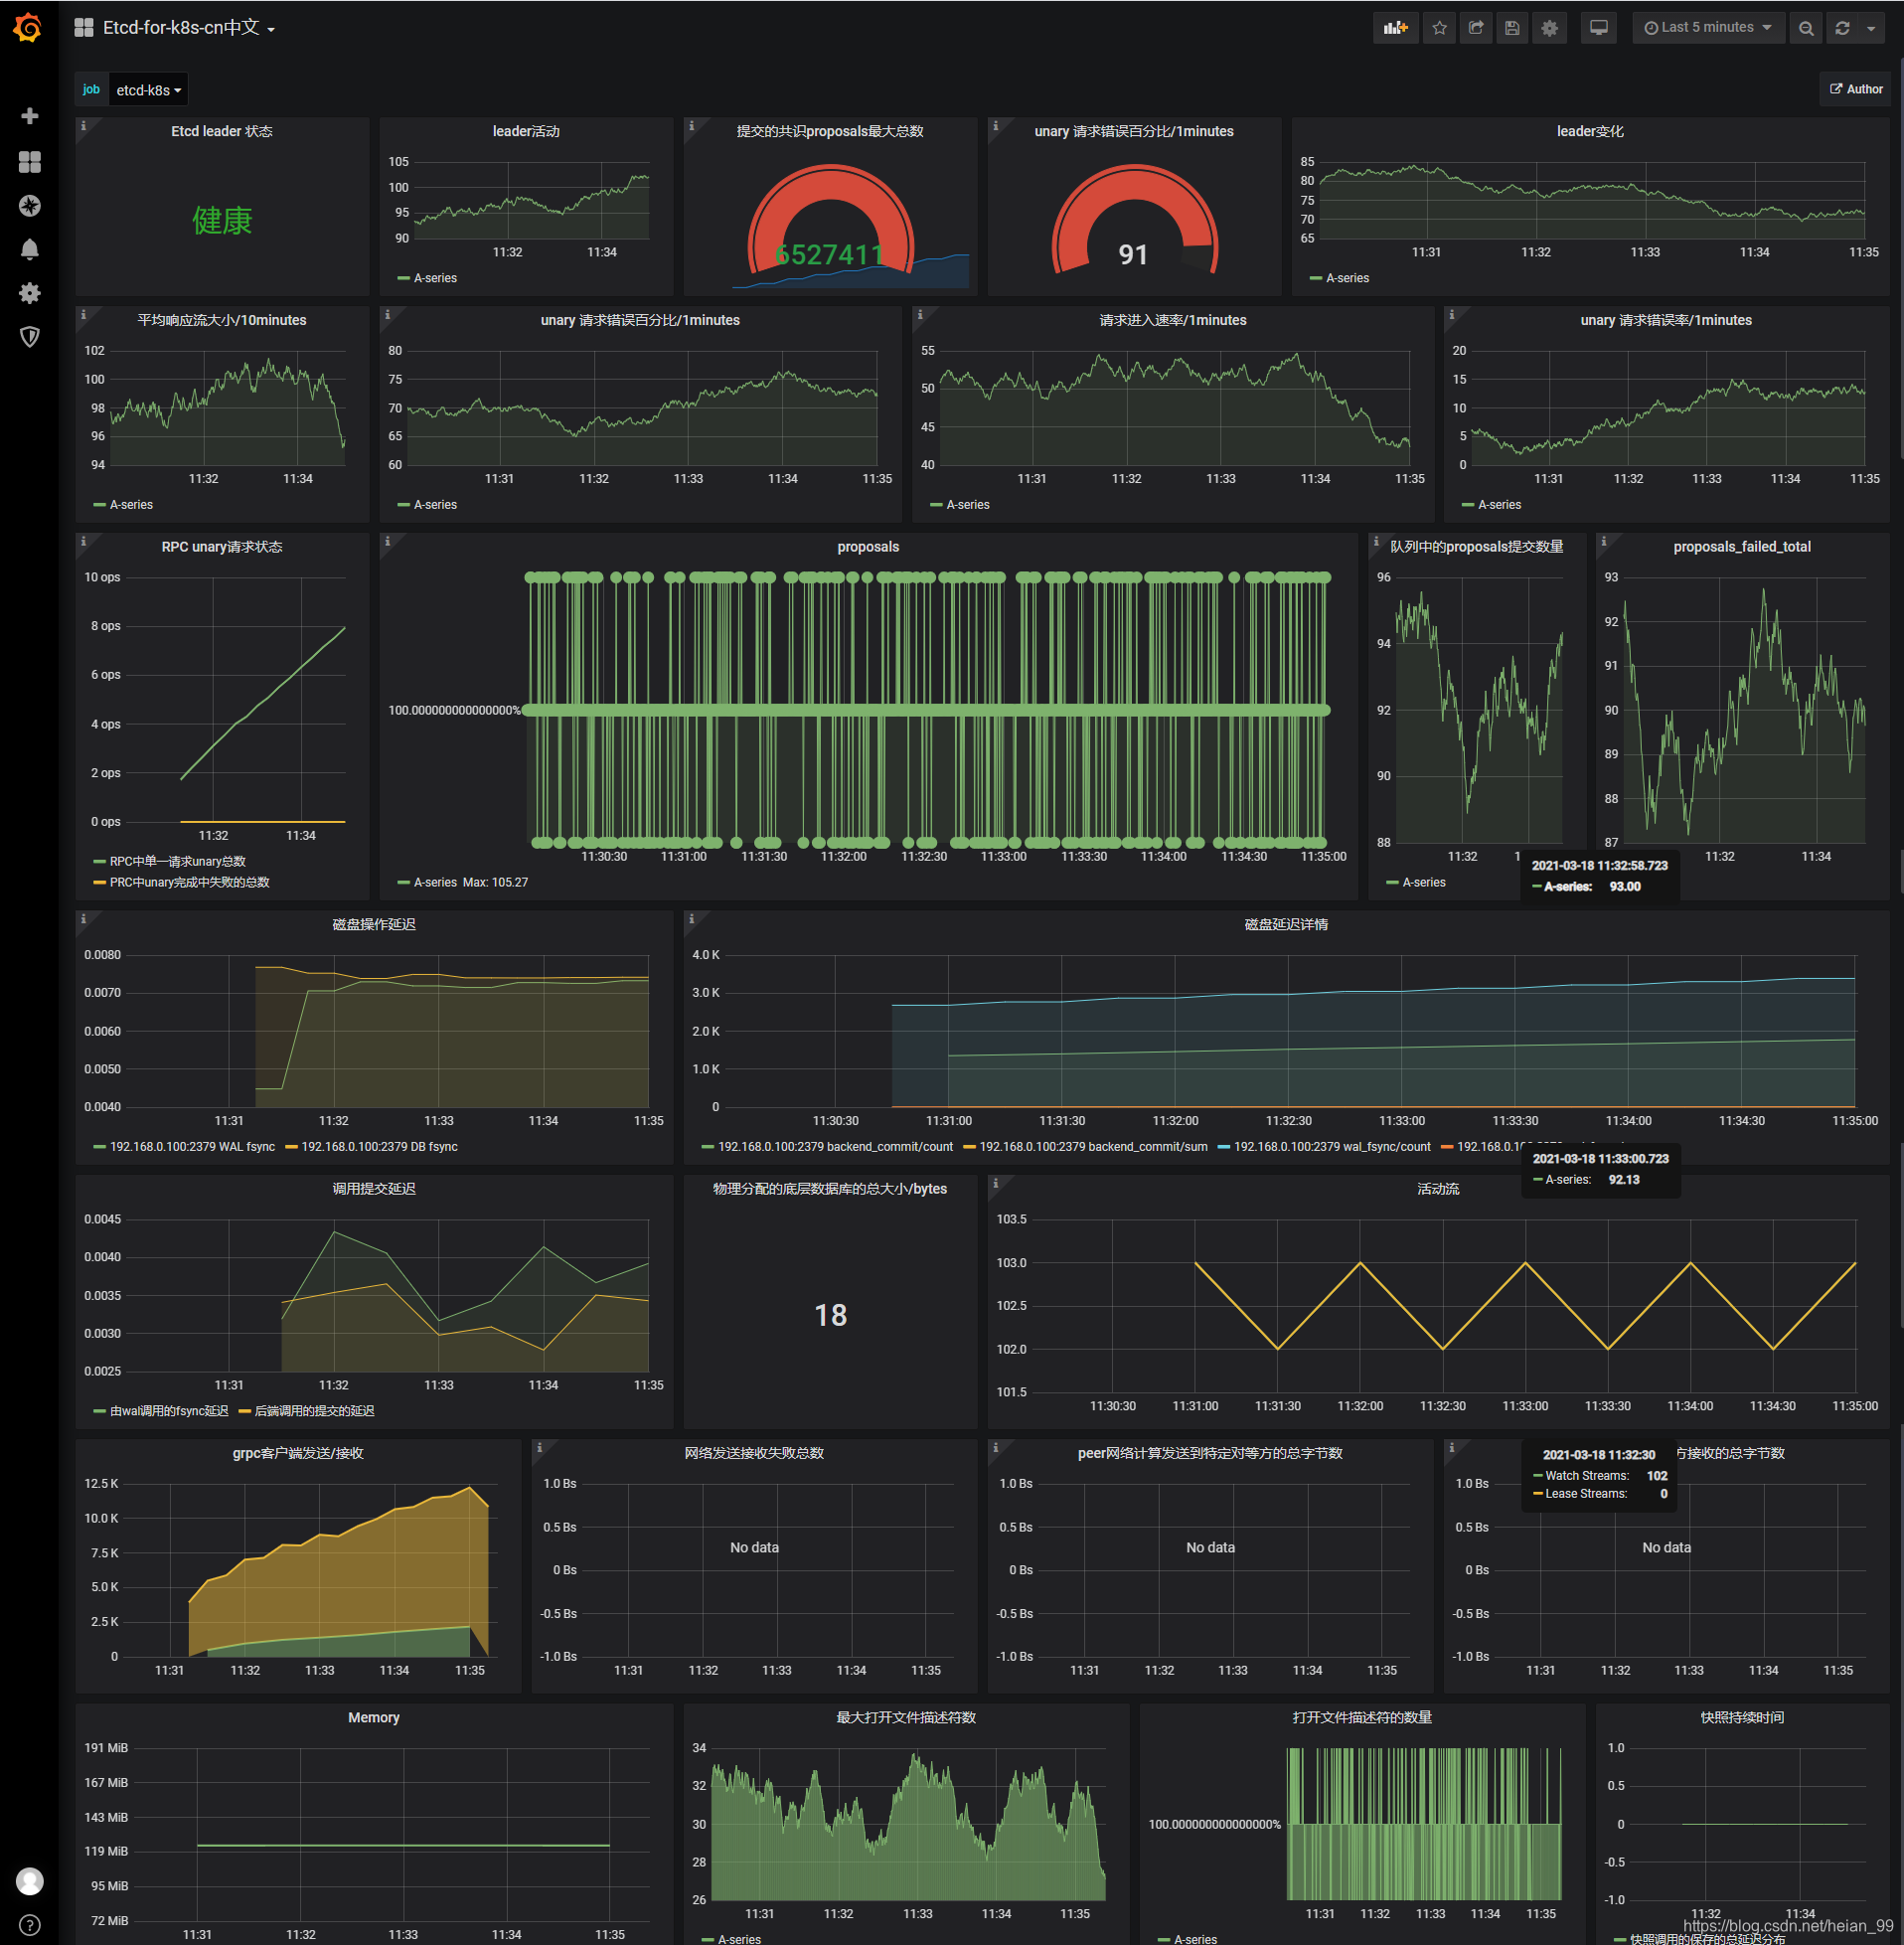 Etcd-for-k8s-cn中文
Last 5 minutes
job etcd-k8s
Author
Etcd leader 状态
健康
leader活动
105
100
95
90
11:32 11:34
A-series
提交的共识proposals最大总数
6527411
unary 请求错误百分比/1minutes
91
leader变化
85
80
75
70
65
11:31 11:32 11:33 11:34 11:35
A-series
平均响应流大小/10minutes
102
100
98
96
94
11:32 11:34
A-series
unary 请求错误百分比/1minutes
80
75
70
65
60
11:31 11:32 11:33 11:34 11:35
A-series
请求进入速率/1minutes
55
50
45
40
11:31 11:32 11:33 11:34 11:35
A-series
unary 请求错误率/1minutes
20
15
10
5
0
11:31 11:32 11:33 11:34 11:35
A-series
RPC unary请求状态
10 ops
8 ops
6 ops
4 ops
2 ops
0 ops
11:32 11:34
RPC中单一请求unary总数
PRC中unary完成中失败的总数
proposals
100.000000000000000%
11:30:30 11:31:00 11:31:30 11:32:00 11:32:30 11:33:00 11:33:30 11:34:00 11:34:30 11:35:00
A-series Max: 105.27
队列中的proposals提交数量
96
94
92
90
88
11:32 1
A-series
proposals_failed_total
93
92
91
90
89
88
87
11:32 11:34
2021-03-18 11:32:58.723
A-series: 93.00
磁盘操作延迟
0.0080
0.0070
0.0060
0.0050
0.0040
11:31 11:32 11:33 11:34 11:35
192.168.0.100:2379 WAL fsync 192.168.0.100:2379 DB fsync
磁盘延迟详情
4.0 K
3.0 K
2.0 K
1.0 K
0
11:30:30 11:31:00 11:31:30 11:32:00 11:32:30 11:33:00 11:33:30 11:34:00 11:34:30 11:35:00
192.168.0.100:2379 backend_commit/count 192.168.0.100:2379 backend_commit/sum 192.168.0.100:2379 wal_fsync/count 192.168.0.10
2021-03-18 11:33:00.723
A-series: 92.13
调用提交延迟
0.0045
0.0040
0.0035
0.0030
0.0025
11:31 11:32 11:33 11:34 11:35
由wal调用的fsync延迟 后端调用的提交的延迟
物理分配的底层数据库的总大小/bytes
18
活动流
103.5
103.0
102.5
102.0
101.5
11:30:30 11:31:00 11:31:30 11:32:00 11:32:30 11:33:00 11:33:30 11:34:00 11:34:30 11:35:00
grpc客户端发送/接收
12.5 K
10.0 K
7.5 K
5.0 K
2.5 K
0
11:31 11:32 11:33 11:34 11:35
网络发送接收失败总数
1.0 Bs
0.5 Bs
No data
0 Bs
-0.5 Bs
-1.0 Bs
11:31 11:32 11:33 11:34 11:35
peer网络计算发送到特定对等方的总字节数
1.0 Bs
0.5 Bs
No data
0 Bs
-0.5 Bs
-1.0 Bs
11:31 11:32 11:33 11:34 11:35
方接收的总字节数
2021-03-18 11:32:30
Watch Streams: 102
Lease Streams: 0
1.0 Bs
0.5 Bs
No data
0 Bs
-0.5 Bs
-1.0 Bs
11:31 11:32 11:33 11:34 11:35
Memory
191 MiB
167 MiB
143 MiB
119 MiB
95 MiB
72 MiB
11:31 11:32 11:33 11:34 11:35
最大打开文件描述符数
34
32
30
28
26
11:31 11:32 11:33 11:34 11:35
A-series
打开文件描述符的数量
100.000000000000000%
11:31 11:32 11:33 11:34 11:35
A-series
快照持续时间
1.0
0.5
0
-0.5
-1.0
11:32 11:34
快照调用的保存的总延迟分布
https://blog.csdn.net/heian_99